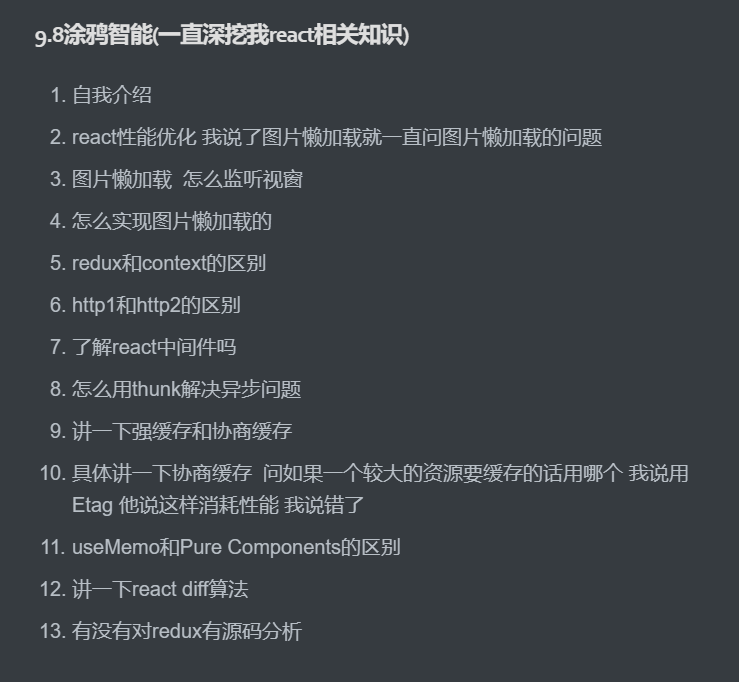 9.8涂鸦智能(一直深挖我react相关知识)
1. 自我介绍
2. react性能优化 我说了图片懒加载就一直问图片懒加载的问题
3. 图片懒加载 怎么监听视窗
4. 怎么实现图片懒加载的
5. redux和context的区别
6. http1和http2的区别
7. 了解react中间件吗
8. 怎么用thunk解决异步问题
9. 讲一下强缓存和协商缓存
10. 具体讲一下协商缓存 问如果一个较大的资源要缓存的话用哪个 我说用
Etag 他说这样消耗性能 我说错了
11. useMemo和Pure Components的区别
12. 讲一下react diff算法
13. 有没有对redux有源码分析